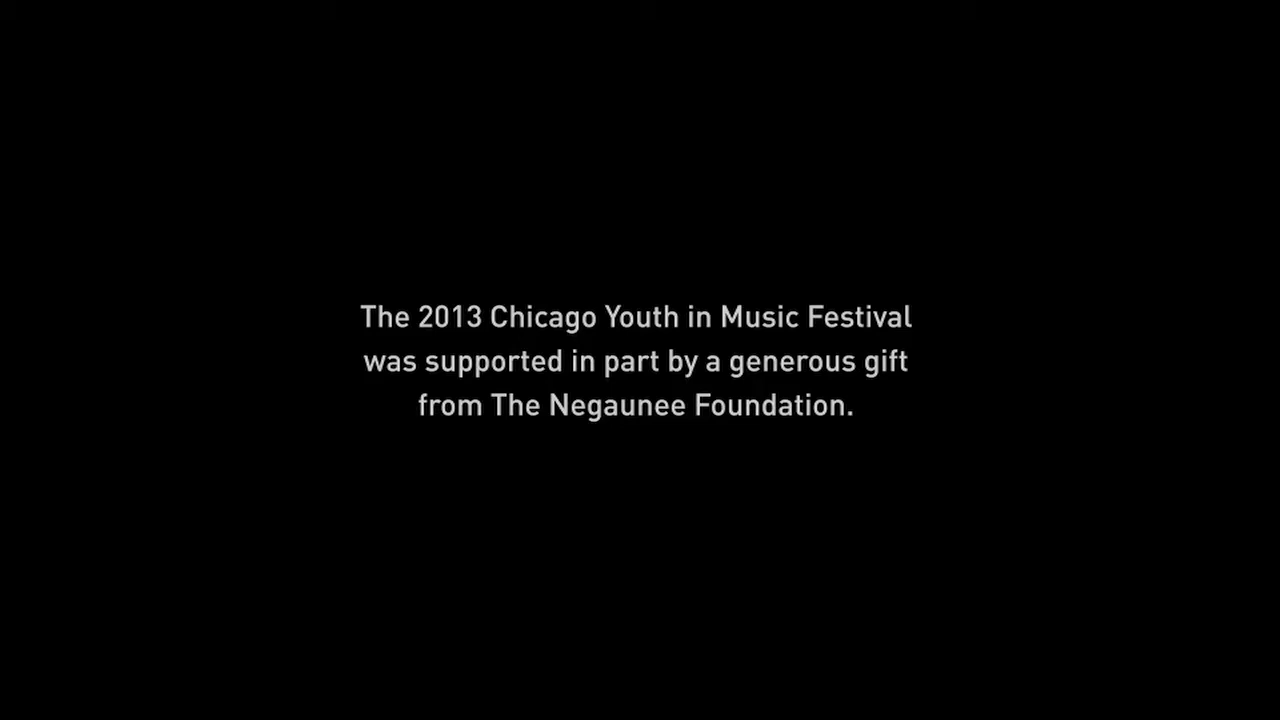 The 2013 Chicago Youth in Music Festival
was supported in part by a generous gift
from The Negaunee Foundation.